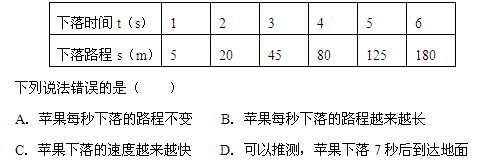 下落时间 t（s） 1 2 3 4 5 6
下落路程 s（m） 5 20 45 80 125 180
下列说法错误的是（ ）
A．苹果每秒下落的路程不变 B．苹果每秒下落的路程越来越长
C．苹果下落的速度越来越快 D．可以推测，苹果下落 7 秒后到达地面